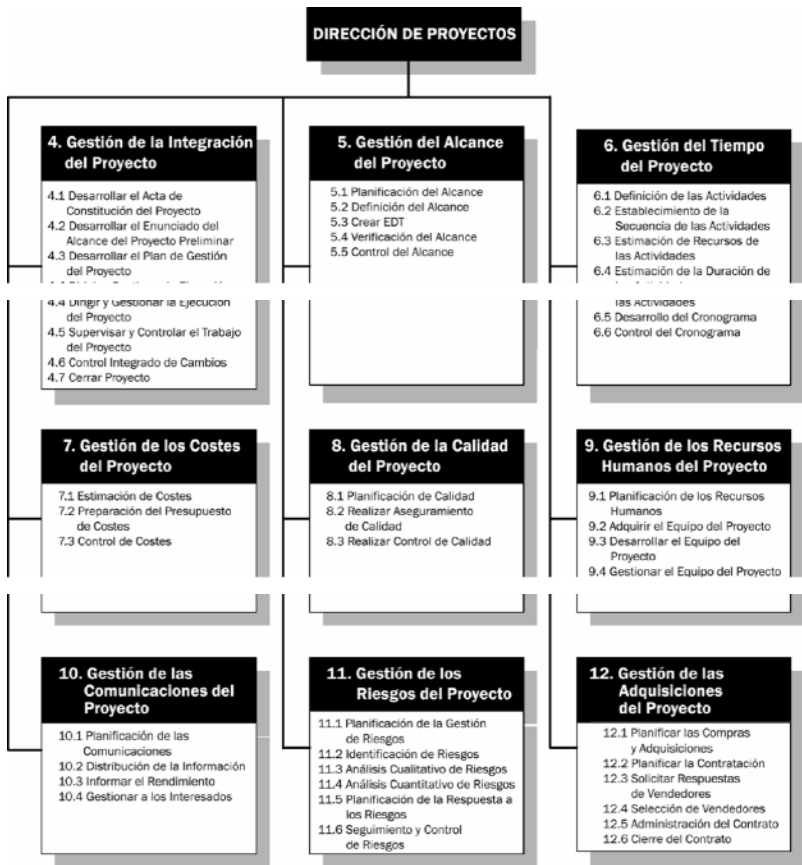 DIRECCIÓN DE PROYECTOS
4. Gestión de la Integración
del Proyecto
4.1 Desarrollar el Acta de
Constitución del Proyecto
4.2 Desarrollar el Enunciado del
Alcance del Proyecto Preliminar
4.3 Desarrollar el Plan de Gestión
del Proyecto
4.4 Dirigir y Gestionar la Ejecución
del Proyecto
4.5 Supervisar y Controlar el Trabajo
del Proyecto
4.6 Control Integrado de Cambios
4.7 Cerrar Proyecto
5. Gestión del Alcance
del Proyecto
5.1 Planificación del Alcance
5.2 Definición del Alcance
5.3 Crear EDT
5.4 Verificación del Alcance
5.5 Control del Alcance
6. Gestión del Tiempo
del Proyecto
6.1 Definición de las Actividades
6.2 Establecimiento de la
Secuencia de las Actividades
6.3 Estimación de Recursos de
las Actividades
6.4 Estimación de la Duración de
las Actividades
6.5 Desarrollo del Cronograma
6.6 Control del Cronograma
7. Gestión de los Costes
del Proyecto
7.1 Estimación de Costes
7.2 Preparación del Presupuesto
de Costes
7.3 Control de Costes
8. Gestión de la Calidad
del Proyecto
8.1 Planificación de Calidad
8.2 Realizar Aseguramiento
de Calidad
8.3 Realizar Control de Calidad
9. Gestión de los Recursos
Humanos del Proyecto
9.1 Planificación de los Recursos
Humanos
9.2 Adquirir el Equipo del Proyecto
9.3 Desarrollar el Equipo del
Proyecto
9.4 Gestionar el Equipo del Proyecto
10. Gestión de las
Comunicaciones del
Proyecto
10.1 Planificación de las
Comunicaciones
10.2 Distribución de la Información
10.3 Informar el Rendimiento
10.4 Gestionar a los Interesados
11. Gestión de los
Riesgos del Proyecto
11.1 Planificación de la Gestión
de Riesgos
11.2 Identificación de Riesgos
11.3 Análisis Cualitativo de Riesgos
11.4 Análisis Cuantitativo de Riesgos
11.5 Planificación de la Respuesta a
los Riesgos
11.6 Seguimiento y Control
de Riesgos
12. Gestión de las
Adquisiciones
del Proyecto
12.1 Planificar las Compras
y Adquisiciones
12.2 Planificar la Contratación
12.3 Solicitar Respuestas
de Vendedores
12.4 Selección de Vendedores
12.5 Administración del Contrato
12.6 Cierre del Contrato